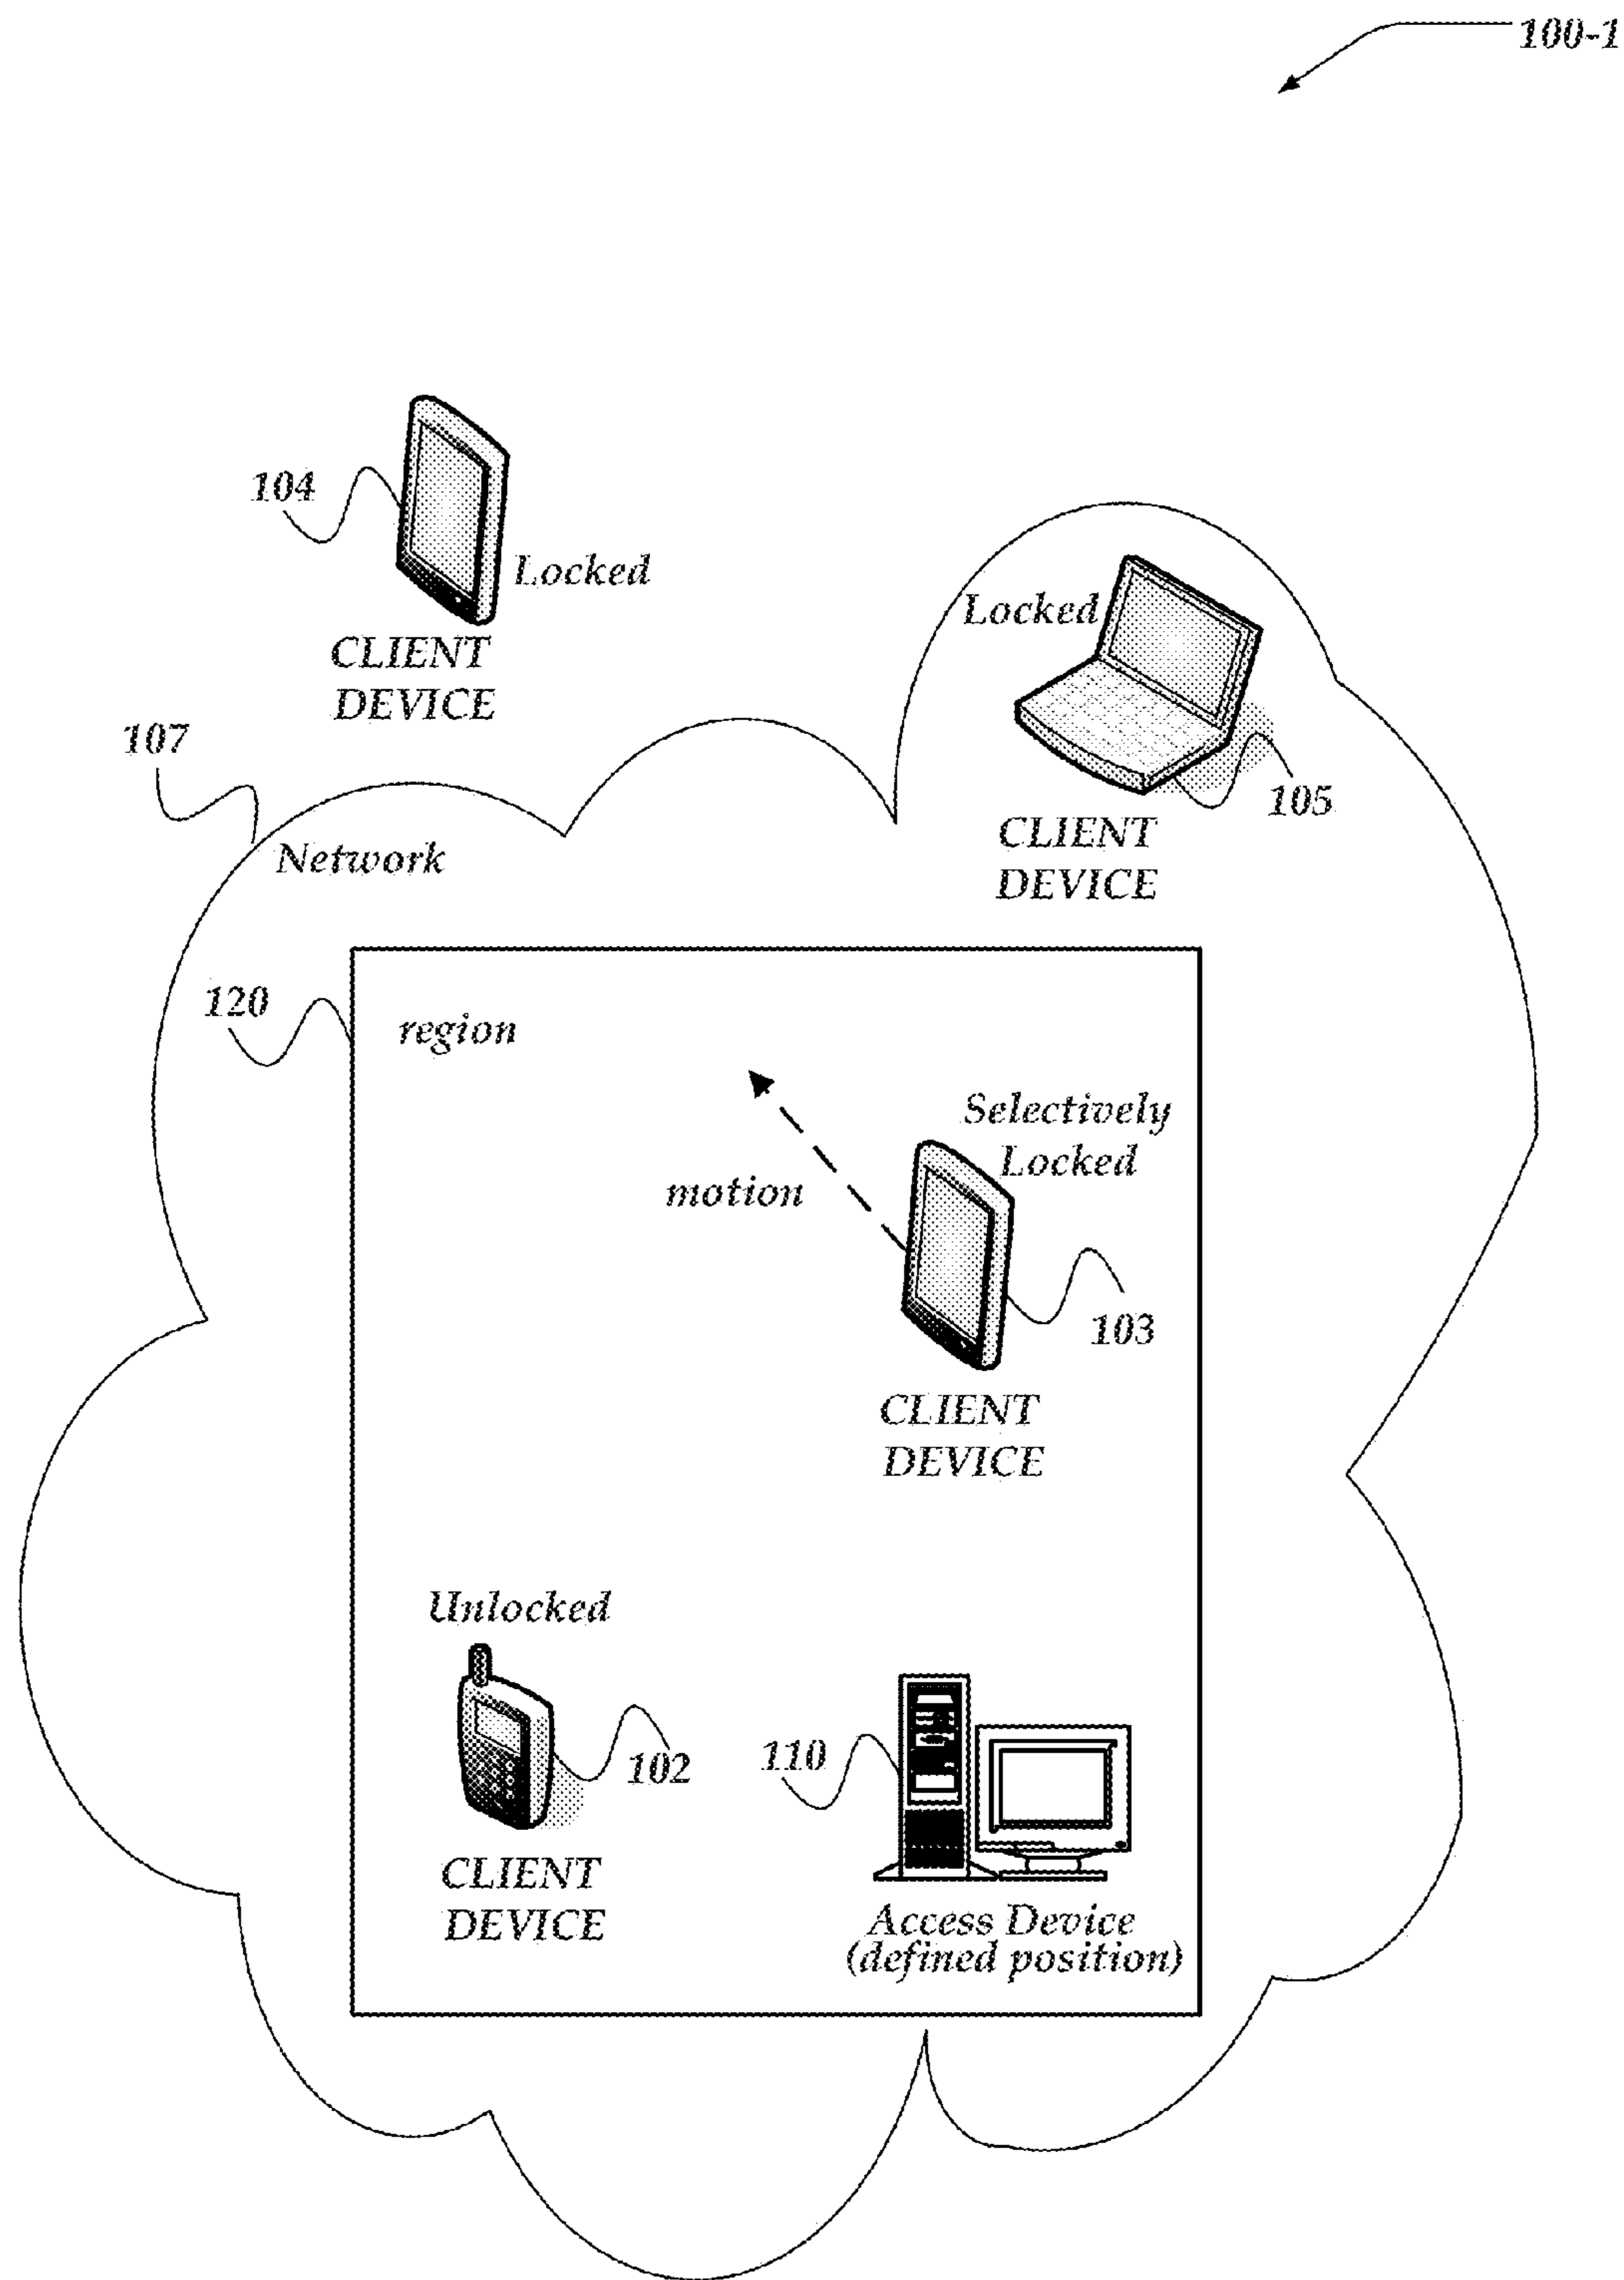 100-1
104
Locked
CLIENT
DEVICE
Locked
105
CLIENT
DEVICE
107
Network
120
region
Selectively
Locked
motion
103
CLIENT
DEVICE
Unlocked
102
CLIENT
DEVICE
110
Access Device
(defined position)